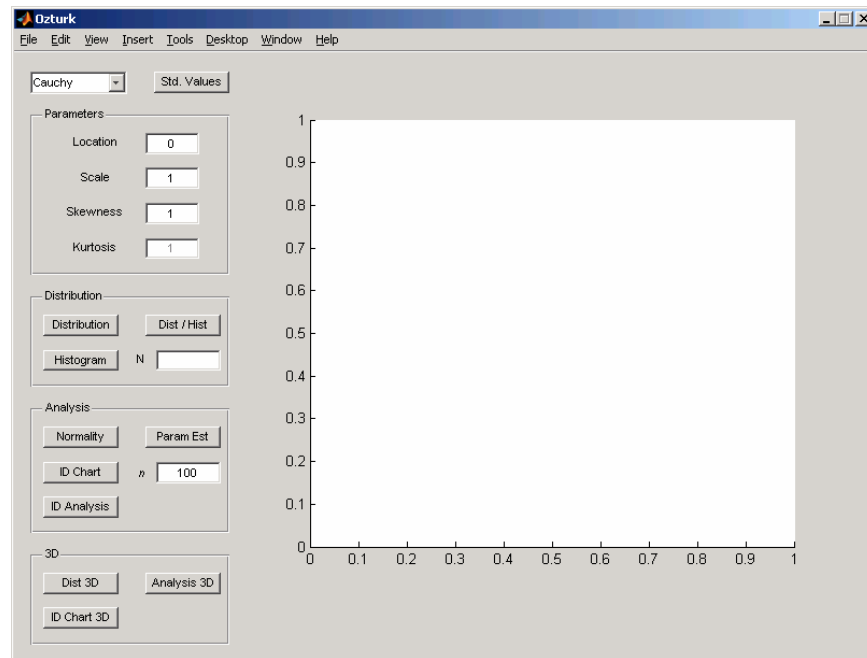 Ozturk
File Edit View Insert Tools Desktop Window Help
Cauchy Std. Values
Parameters
Location 0
Scale 1
Skewness 1
Kurtosis 1
Distribution
Distribution Dist / Hist
Histogram N
Analysis
Normality Param Est
ID Chart n 100
ID Analysis
3D
Dist 3D Analysis 3D
ID Chart 3D
1
0.9
0.8
0.7
0.6
0.5
0.4
0.3
0.2
0.1
0
0 0.1 0.2 0.3 0.4 0.5 0.6 0.7 0.8 0.9 1